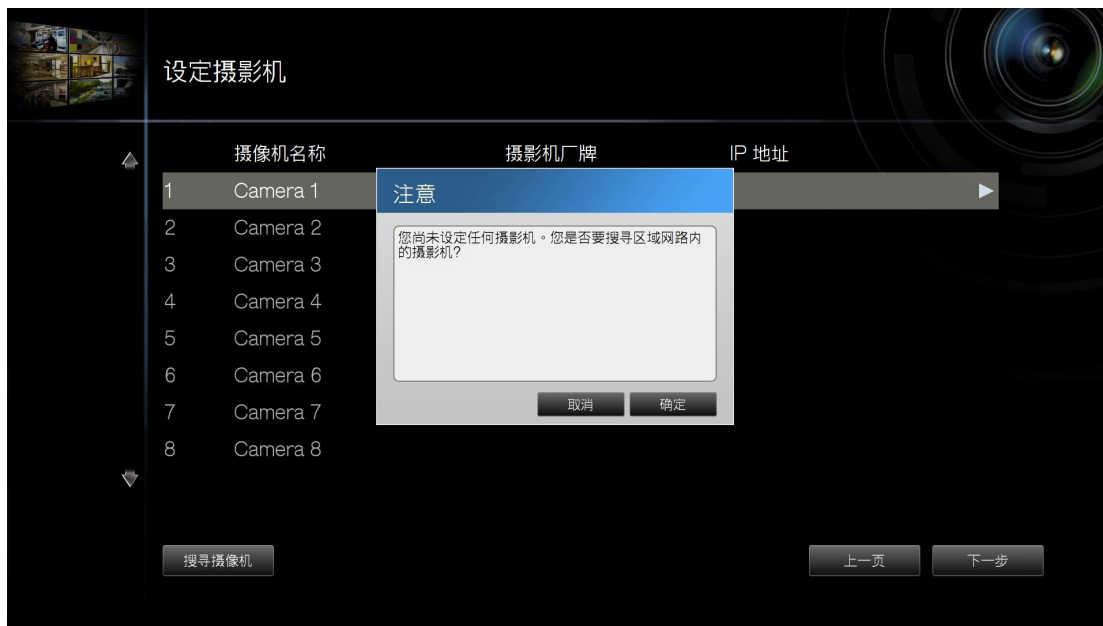 设定摄影机
摄像机名称 摄影机厂牌 IP 地址
1 Camera 1
注意
2 Camera 2
您尚未设定任何摄影机。您是否要搜寻区域网路内
的摄影机?
3 Camera 3
4 Camera 4
5 Camera 5
6 Camera 6
7 Camera 7
取消 确定
8 Camera 8
搜寻摄像机 上一页 下一步